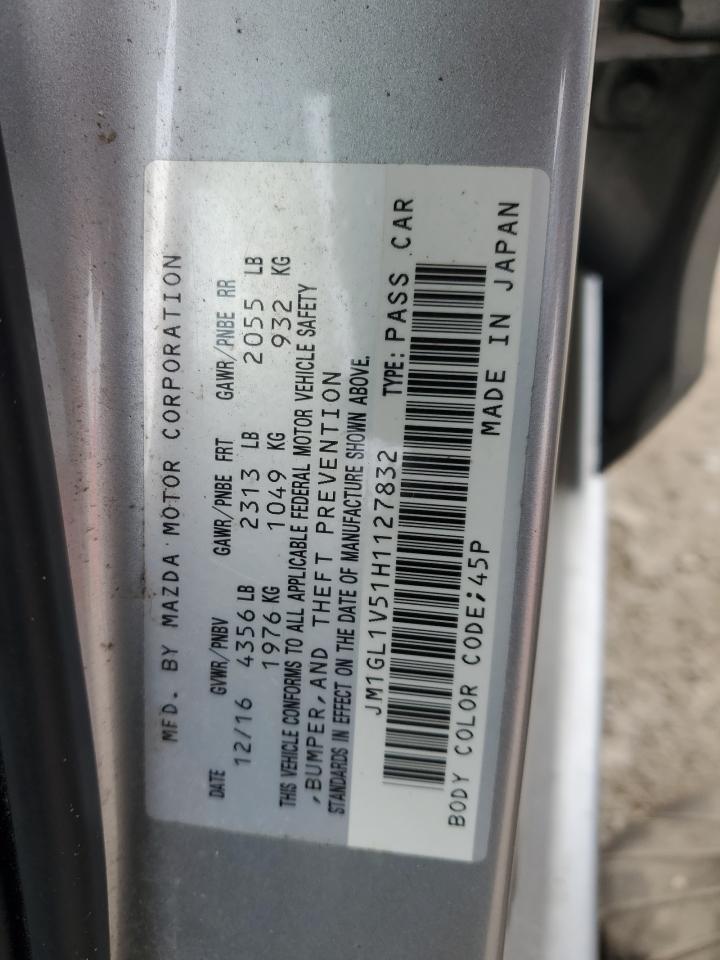 MFD. BY MAZDA MOTOR CORPORATION
DATE GVWR/PNBV GAWR/PNBE FRT GAWR/PNBE RR
12/16 4356 LB 2313 LB 2055 LB
1976 KG 1049 KG 932 KG
THIS VEHICLE CONFORMS TO ALL APPLICABLE FEDERAL MOTOR VEHICLE SAFETY
,BUMPER,AND THEFT PREVENTION
STANDARDS IN EFFECT ON THE DATE OF MANUFACTURE SHOWN ABOVE.
JM1GL1V51H1127832 TYPE: PASS CAR
BODY COLOR CODE;45P MADE IN JAPAN